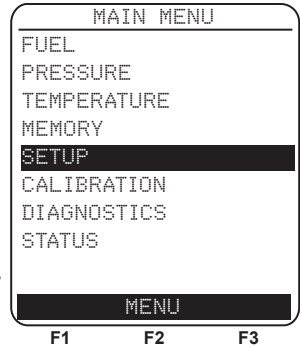 MAIN MENU
FUEL
PRESSURE
TEMPERATURE
MEMORY
SETUP
CALIBRATION
DIAGNOSTICS
STATUS
MENU
F1 F2 F3